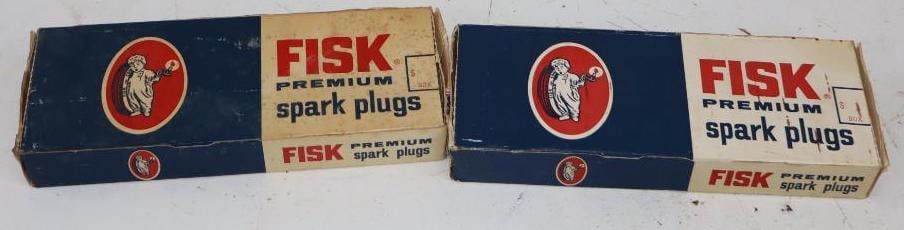 FISK®
PREMIUM
spark plugs
$
BOX
FISK PREMIUM
spark plugs
FISK®
PREMIUM
spark plugs
$
BOX
FISK PREMIUM
spark plugs